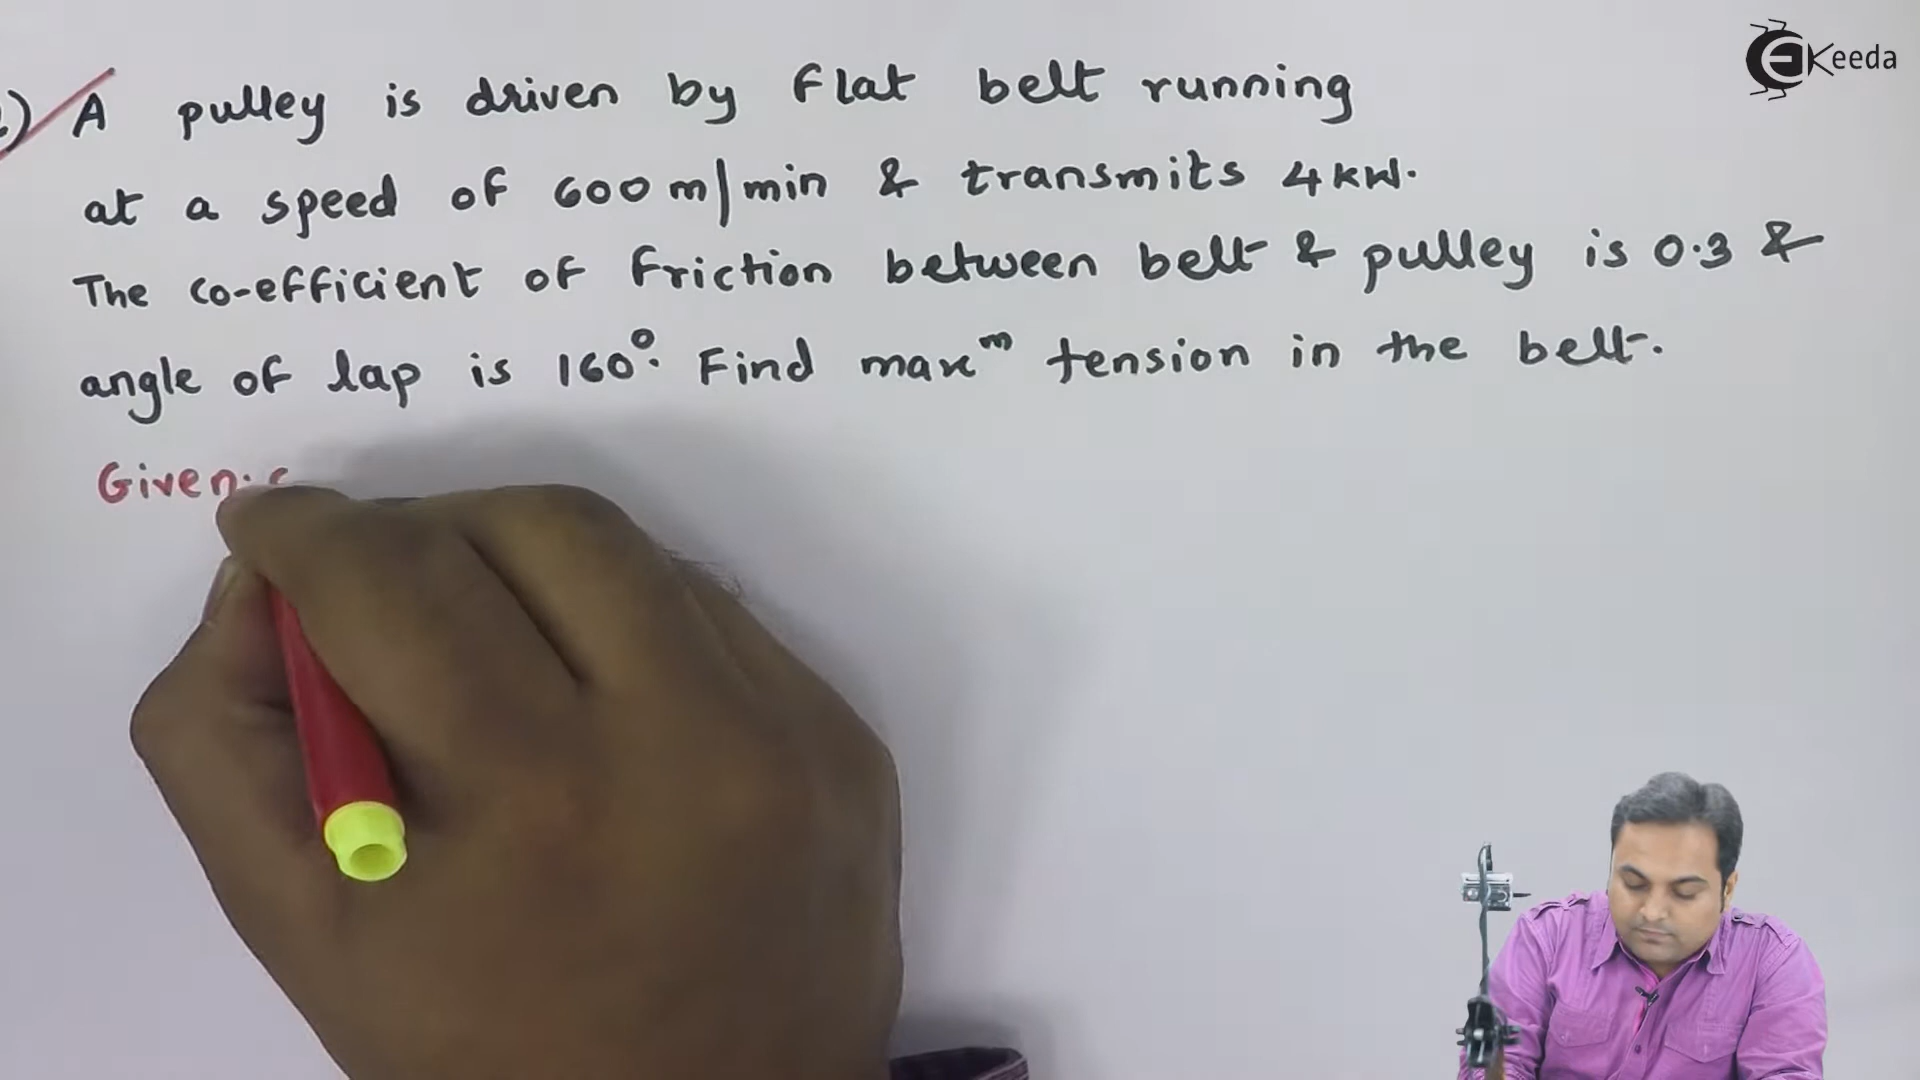 A pulley is driven by flat belt running
at a speed of 600 m/min & transmits 4kW.
The co-efficient of friction between belt & pulley is 0.3 &
angle of lap is 160°. Find maxᵐ tension in the belt.
Given:
Keeda